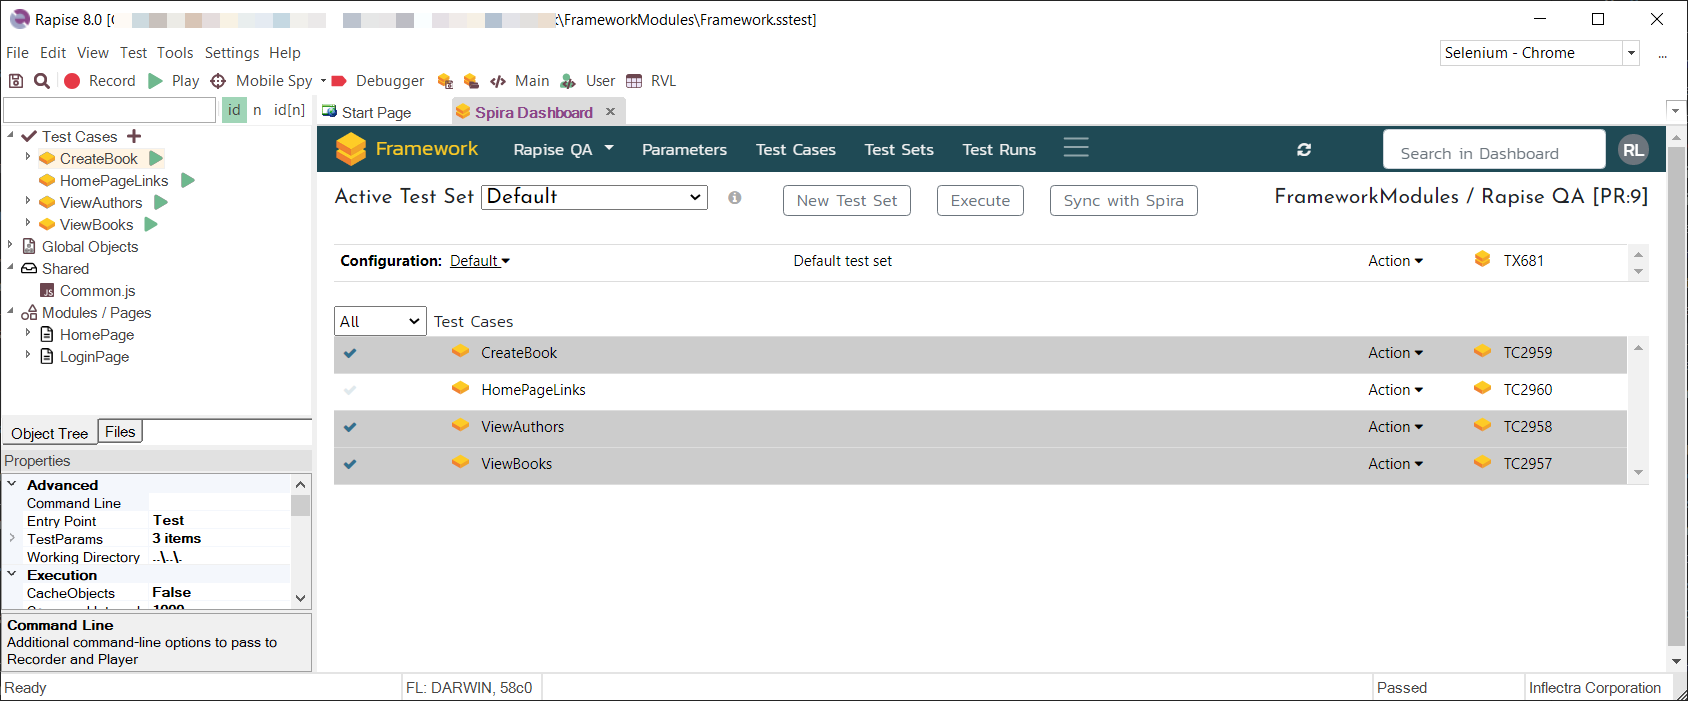 Rapise 8.0 [
\FrameworkModules\Framework.sstest]
File Edit View Test Tools Settings Help
Selenium - Chrome
...
Record Play Mobile Spy Debugger Main User RVL
id n id[n]
Start Page Spira Dashboard
Test Cases
CreateBook
HomePageLinks
ViewAuthors
ViewBooks
Global Objects
Shared
JS Common.js
Modules / Pages
HomePage
LoginPage
Object Tree Files
Properties
Advanced
Command Line
Entry Point Test
TestParams 3 items
Working Directory ..\..\.
Execution
CacheObjects False
1000
Command Line
Additional command-line options to pass to
Recorder and Player
Framework Rapise QA Parameters Test Cases Test Sets Test Runs Search in Dashboard RL
Active Test Set Default New Test Set Execute Sync with Spira FrameworkModules / Rapise QA [PR:9]
Configuration: Default Default test set Action TX681
All Test Cases
CreateBook Action TC2959
HomePageLinks Action TC2960
ViewAuthors Action TC2958
ViewBooks Action TC2957
Ready FL: DARWIN, 58c0 Passed Inflectra Corporation